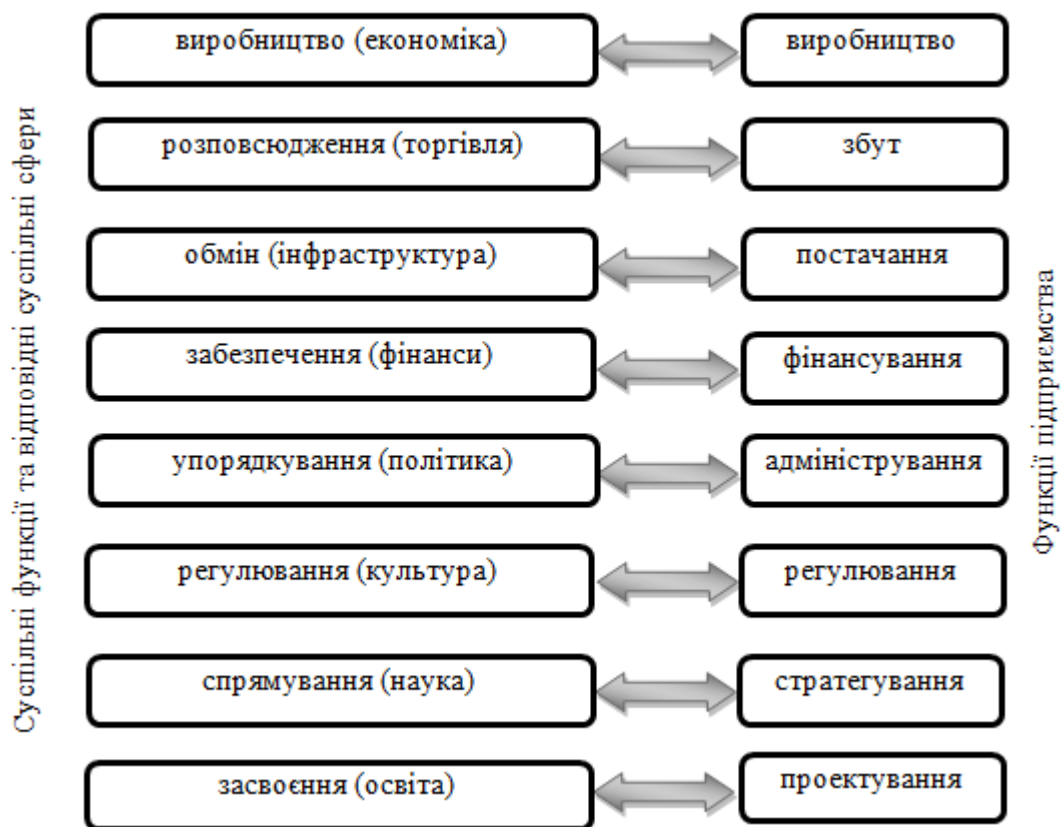 Суспільні функції та відповідні суспільні сфери
виробництво (економіка)
виробництво
розповсюдження (торгівля)
збут
обмін (інфраструктура)
постачання
забезпечення (фінанси)
фінансування
упорядкування (політика)
адміністрування
регулювання (культура)
регулювання
спрямування (наука)
стратегування
засвоєння (освіта)
проектування
Функції підприємства